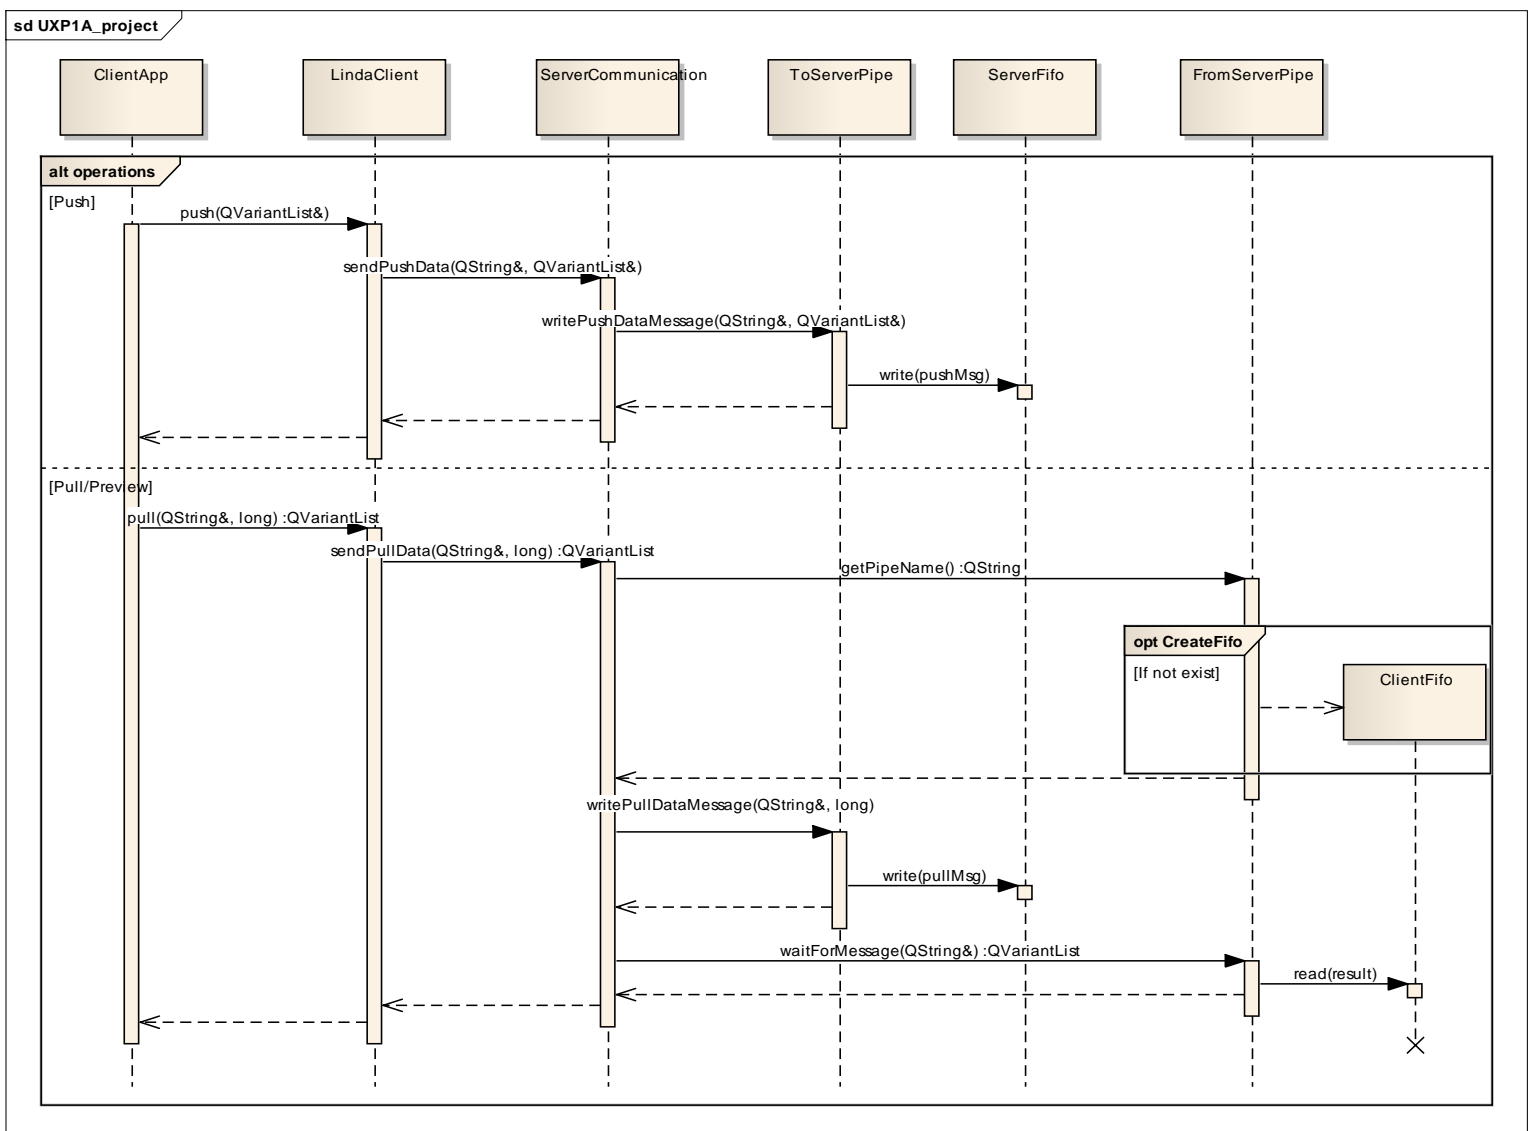 sd UXP1A_project
ClientApp
LindaClient
ServerCommunication
ToServerPipe
ServerFifo
FromServerPipe
alt operations
[Push]
push(QVariantList&)
sendPushData(QString&, QVariantList&)
writePushDataMessage(QString&, QVariantList&)
write(pushMsg)
[Pull/Preview]
pull(QString&, long) :QVariantList
sendPullData(QString&, long) :QVariantList
getPipeName() :QString
opt CreateFifo
[If not exist]
ClientFifo
writePullDataMessage(QString&, long)
write(pullMsg)
waitForMessage(QString&) :QVariantList
read(result)